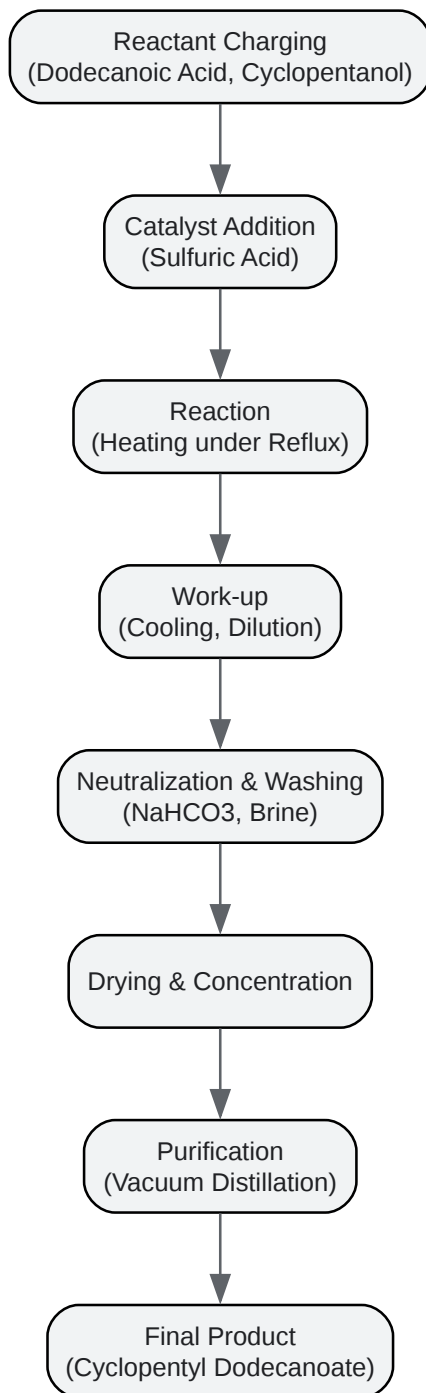 Reactant Charging
(Dodecanoic Acid, Cyclopentanol)
Catalyst Addition
(Sulfuric Acid)
Reaction
(Heating under Reflux)
Work-up
(Cooling, Dilution)
Neutralization & Washing
(NaHCO3, Brine)
Drying & Concentration
Purification
(Vacuum Distillation)
Final Product
(Cyclopentyl Dodecanoate)